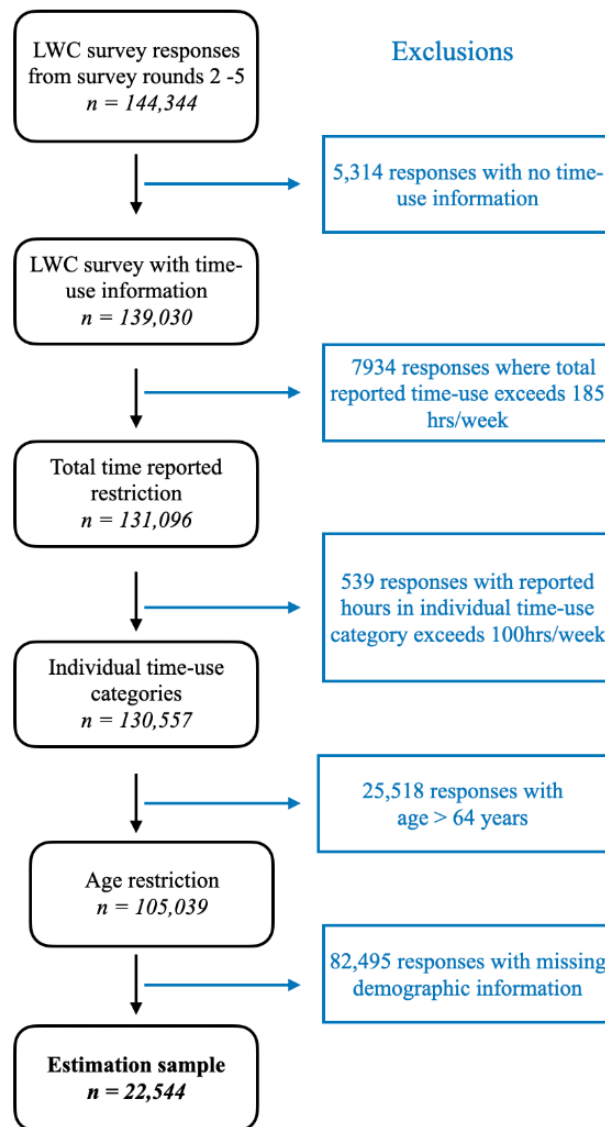 LWC survey responses
from survey rounds 2 -5
n = 144,344
Exclusions
5,314 responses with no time-
use information
LWC survey with time-
use information
n = 139,030
7934 responses where total
reported time-use exceeds 185
hrs/week
Total time reported
restriction
n = 131,096
539 responses with reported
hours in individual time-use
category exceeds 100hrs/week
Individual time-use
categories
n = 130,557
25,518 responses with
age > 64 years
Age restriction
n = 105,039
82,495 responses with missing
demographic information
Estimation sample
n = 22,544